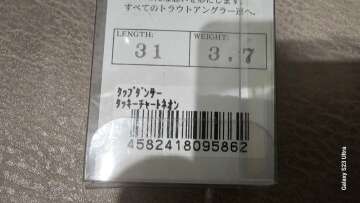 すべてのトラウトアングラー達へ。
LENGTH: WEIGHT:
31 3.7
ﾀｯﾌﾟﾀﾞﾝｻｰ
ﾀｯｷｰﾁｬｰﾄﾈｵﾝ
4582418095862
Galaxy S23 Ultra